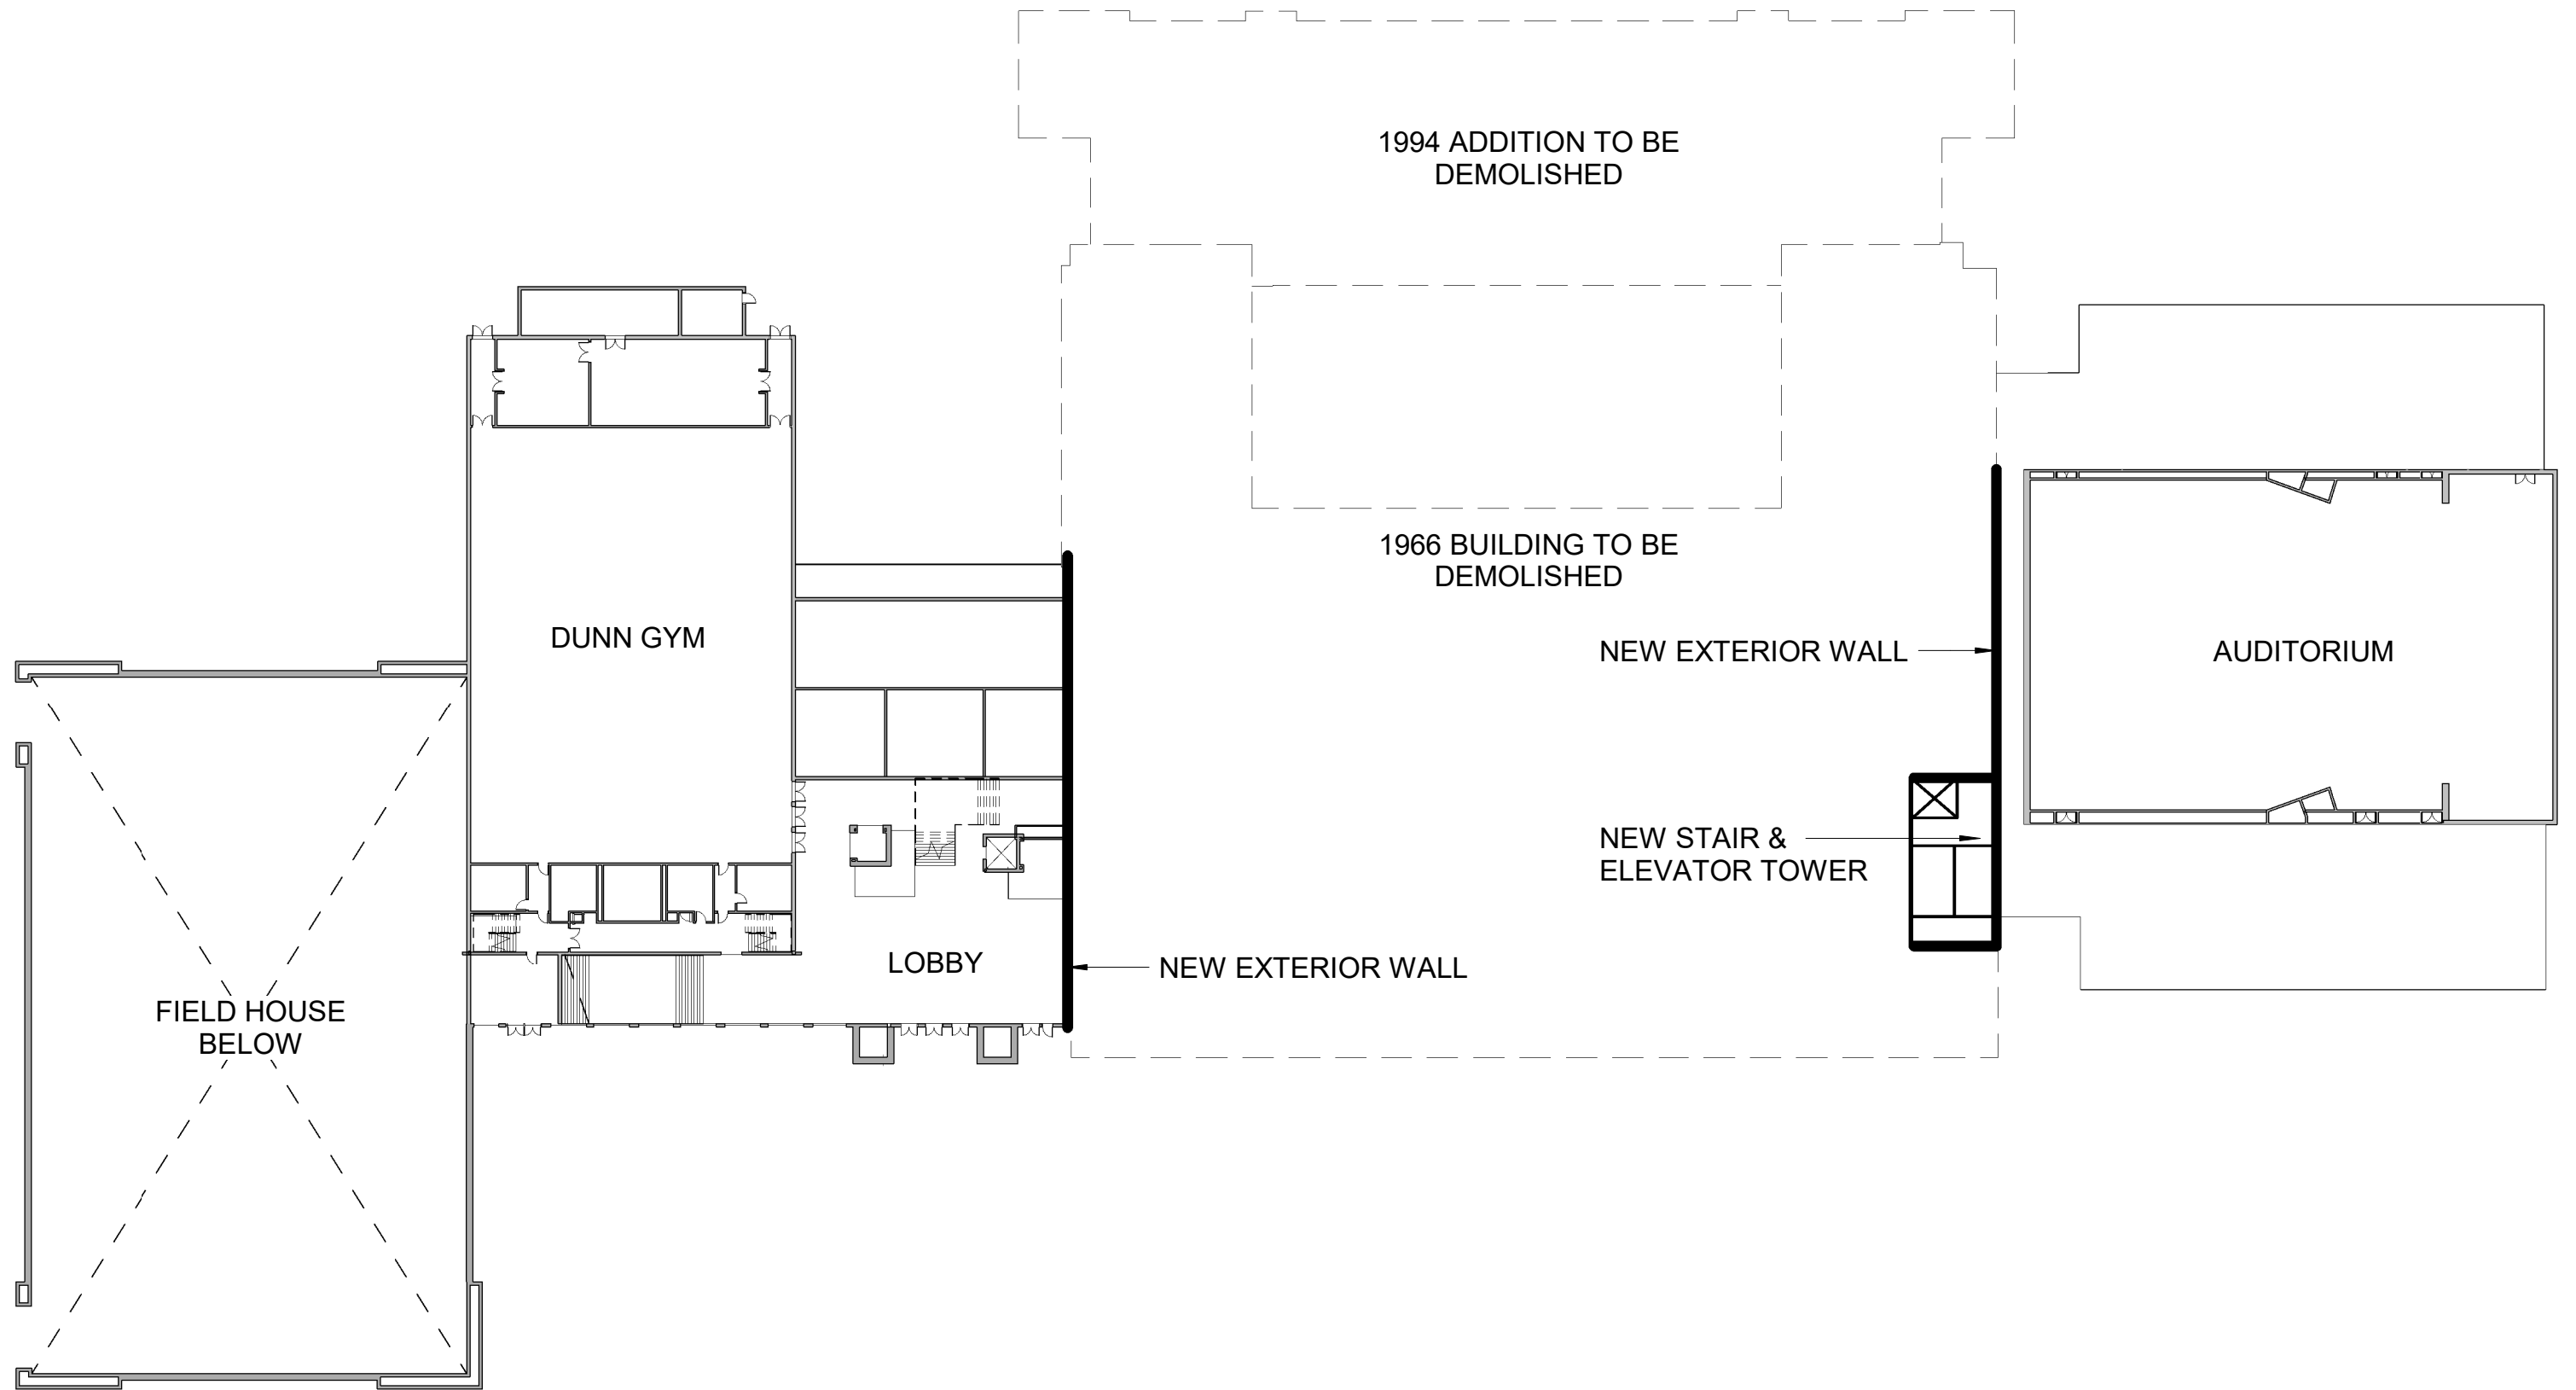 1994 ADDITION TO BE
DEMOLISHED
1966 BUILDING TO BE
DEMOLISHED
DUNN GYM
NEW EXTERIOR WALL
AUDITORIUM
NEW STAIR &
ELEVATOR TOWER
LOBBY
NEW EXTERIOR WALL
FIELD HOUSE
BELOW